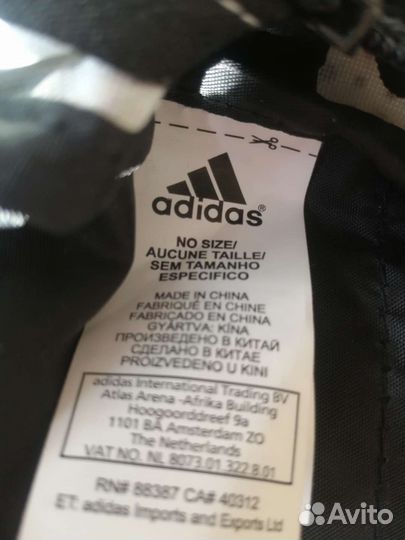 adidas®
NO SIZE/
AUCUNE TAILLE/
SEM TAMANHO
ESPECIFICO
MADE IN CHINA
FABRIQUÉ EN CHINE
FABRICADO EN CHINA
GYÁRTVA: KÍNA
ПРОИЗВЕДЕНО В КИТАЙ
СДЕЛАНО В КИТАЕ
PROIZVEDENO U KINI
adidas International Trading BV
Atlas Arena -Afrika Building
Hoogoorddreef 9a
1101 BA Amsterdam ZO
The Netherlands
VAT NO. NL 8073.01.322.B.01
RN# 88387 CA# 40312
ET: adidas Imports and Exports Ltd
Avito